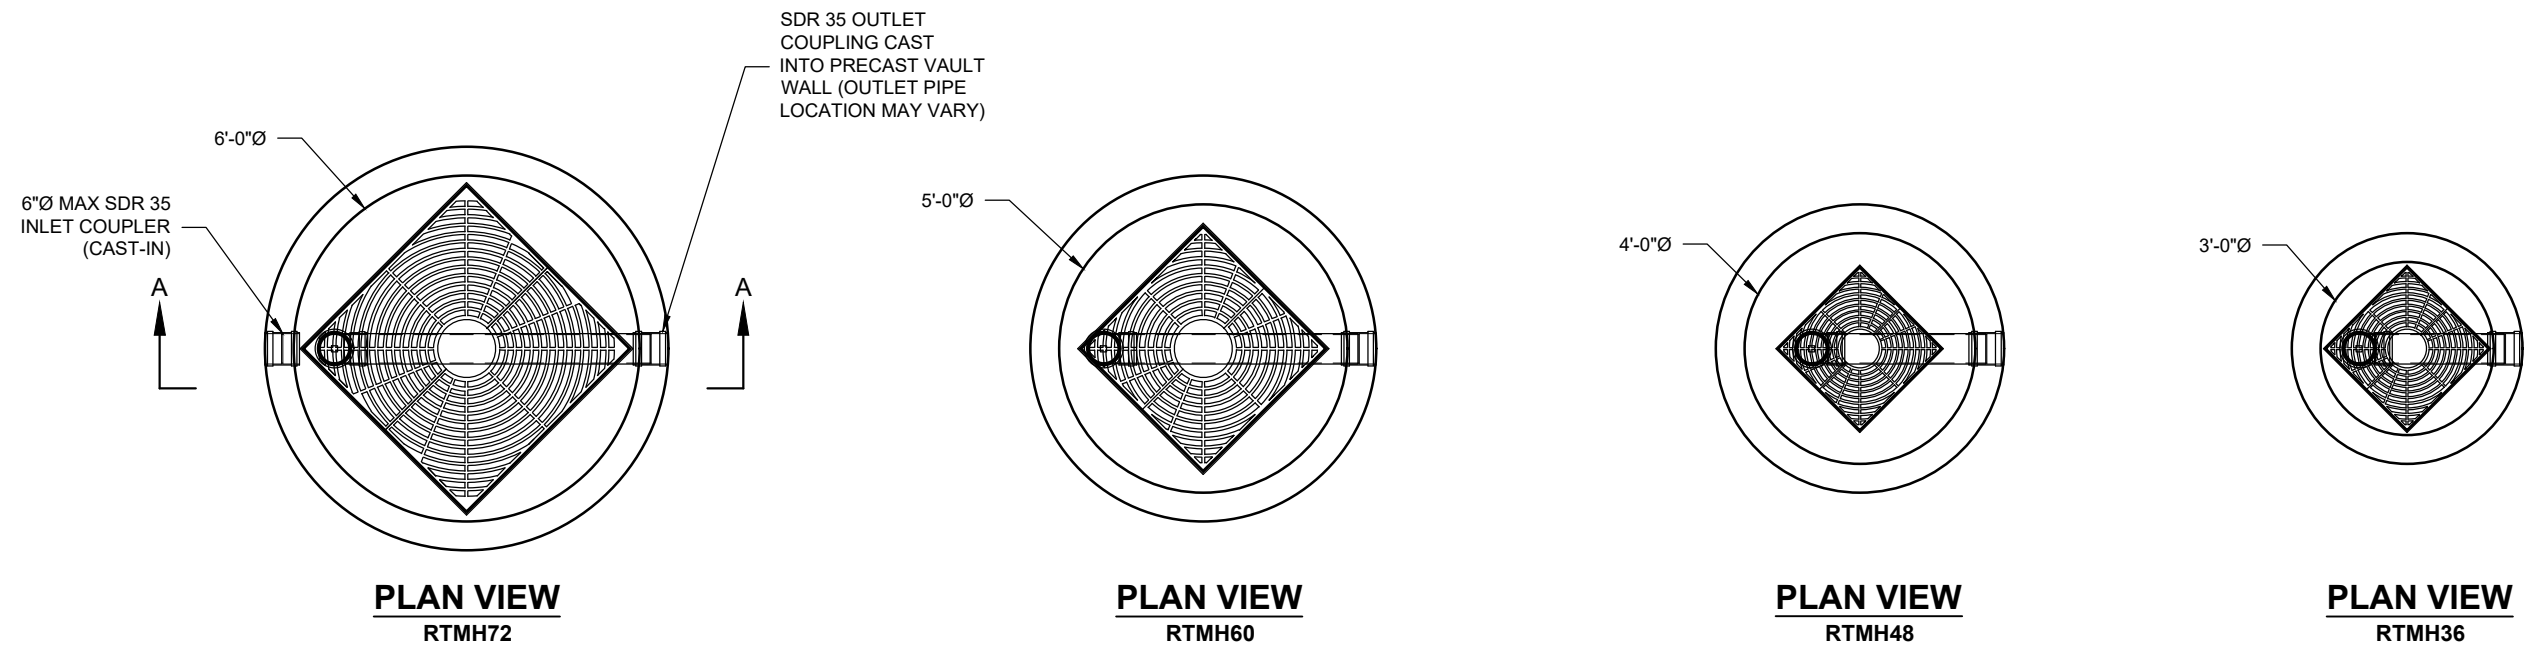 SDR 35 OUTLET
COUPLING CAST
INTO PRECAST VAULT
WALL (OUTLET PIPE
LOCATION MAY VARY)
6'-0"Ø
6"Ø MAX SDR 35
INLET COUPLER
(CAST-IN)
A
A
PLAN VIEW
RTMH72
5'-0"Ø
PLAN VIEW
RTMH60
4'-0"Ø
PLAN VIEW
RTMH48
3'-0"Ø
PLAN VIEW
RTMH36